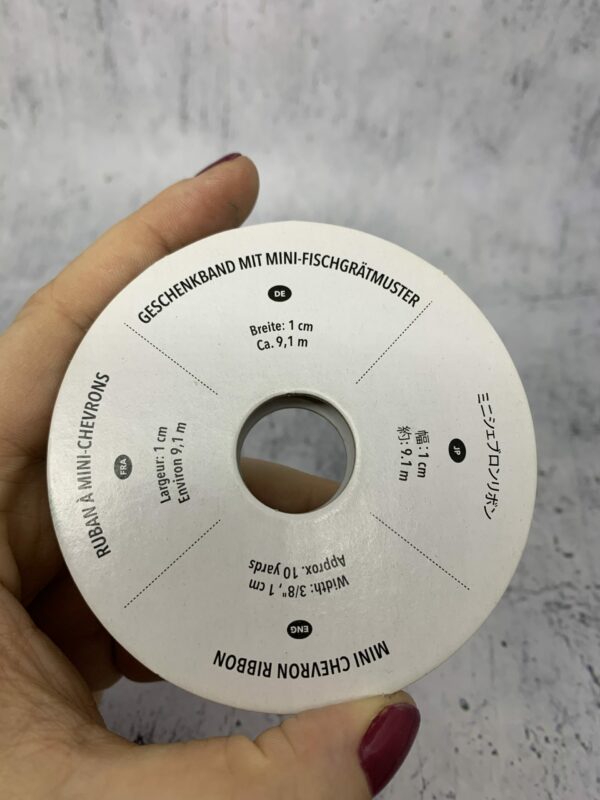 GESCHENKBAND MIT MINI-FISCHGRÄTMUSTER
DE
Breite: 1 cm
Ca. 9,1 m
ミニシェブロンリボン
JP
幅: 1 cm
約: 9.1 m
MINI CHEVRON RIBBON
ENG
Width: 3/8", 1 cm
Approx. 10 yards
RUBAN À MINI-CHEVRONS
FRA
Largeur: 1 cm
Environ 9,1 m